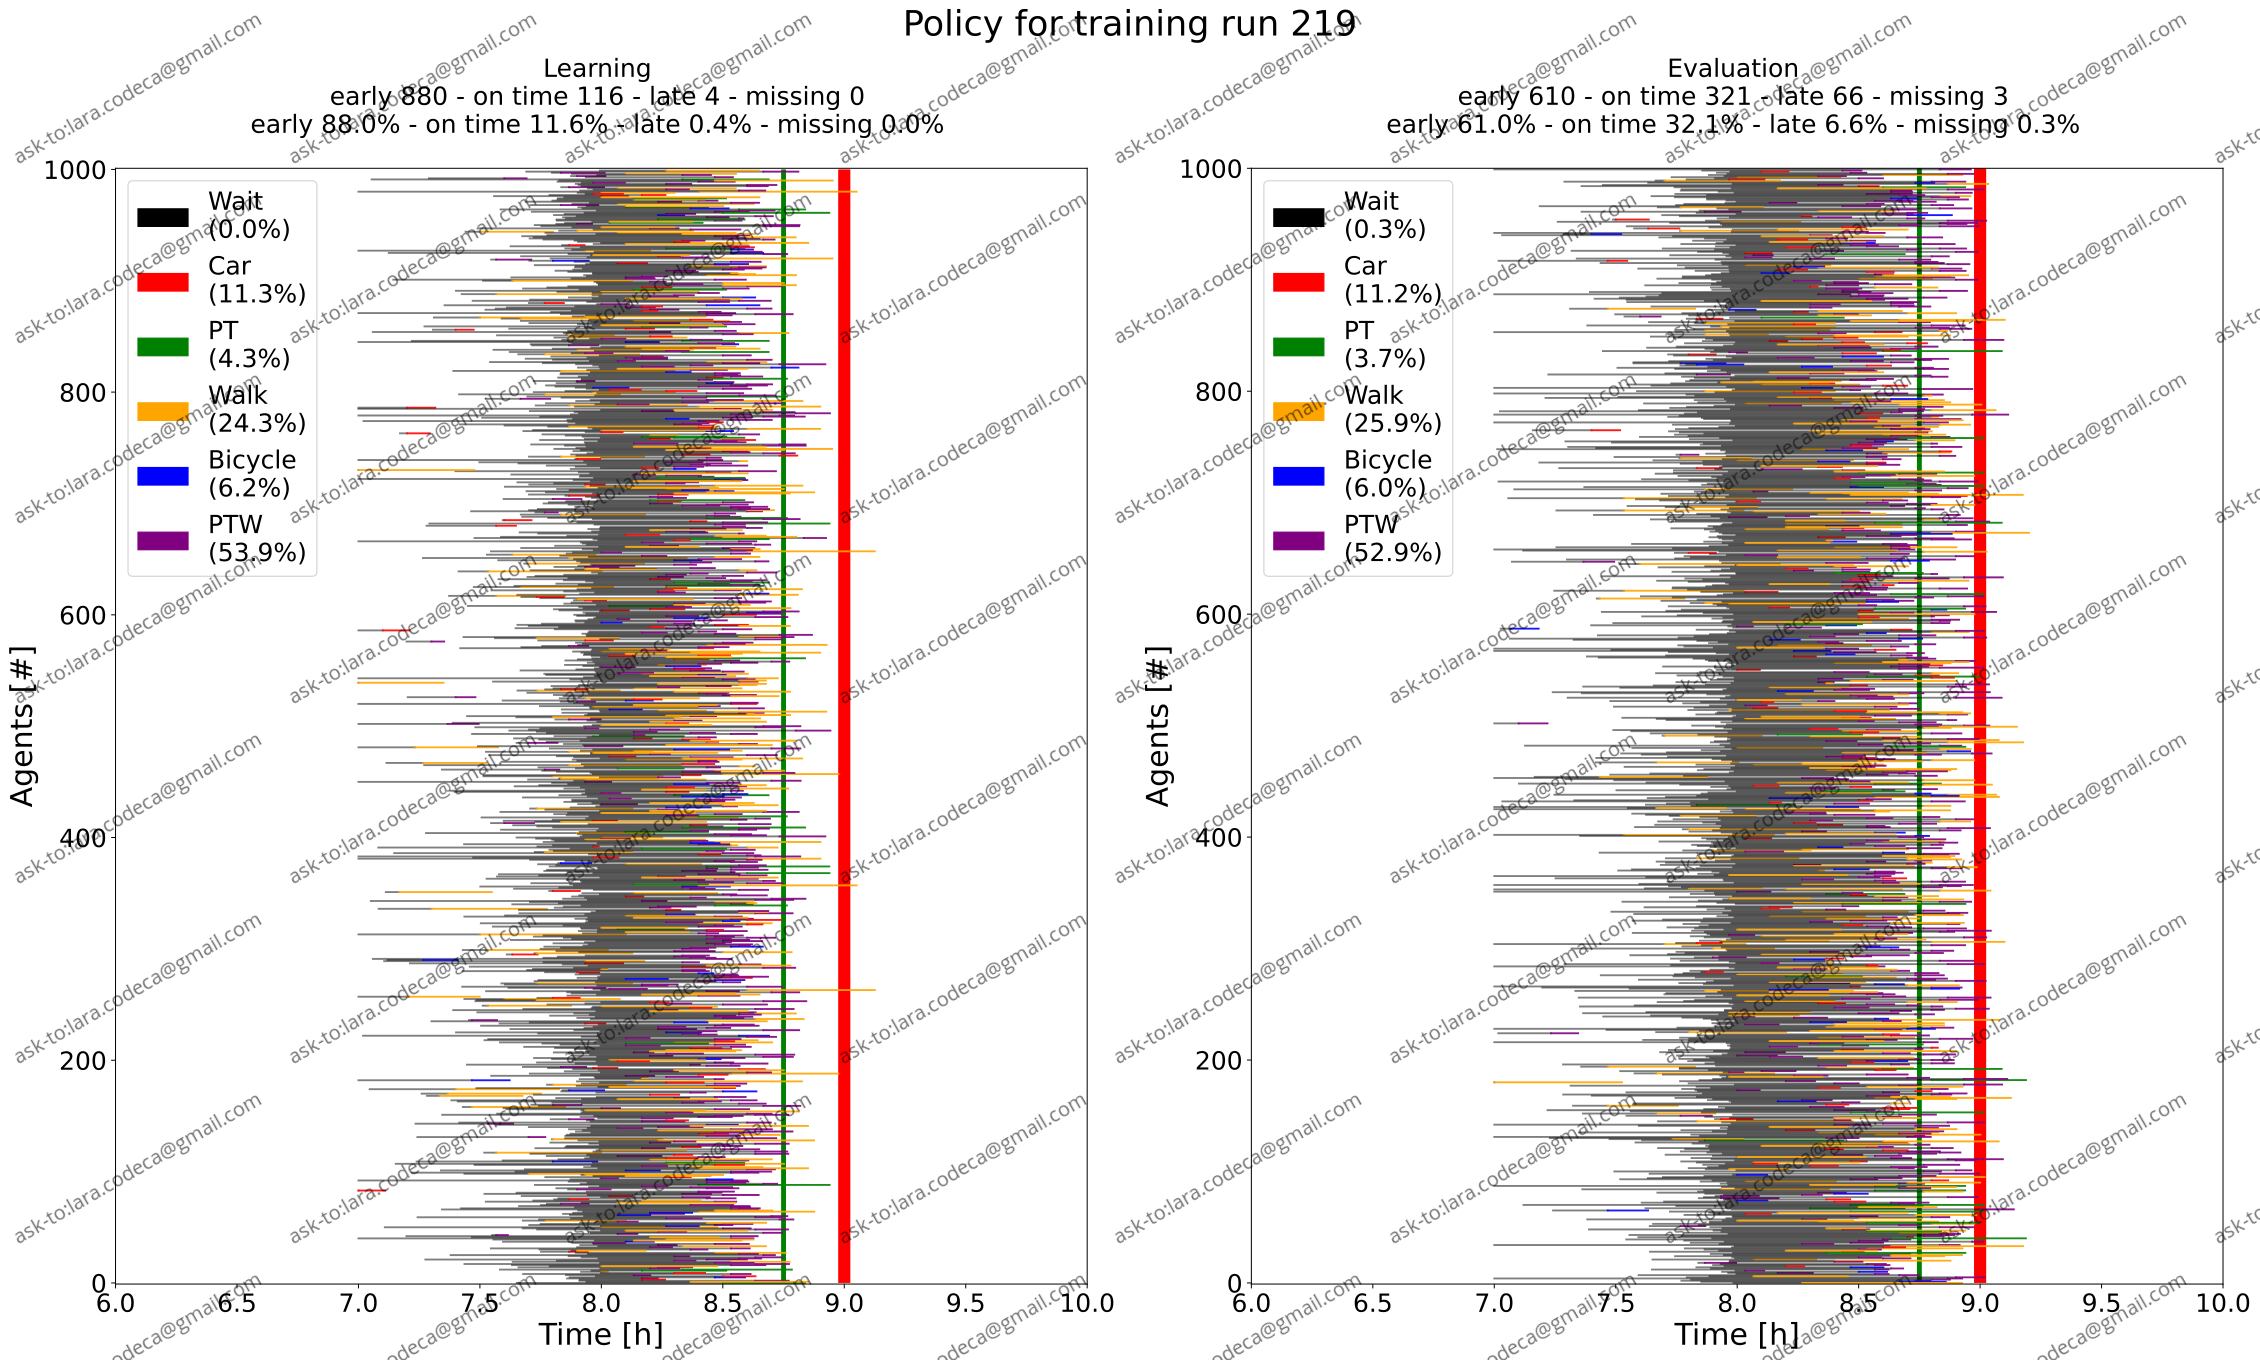 Policy for training run 219
Learning
early 880 - on time 116 - late 4 - missing 0
early 88.0% - on time 11.6% - late 0.4% - missing 0.0%
1000
800
600
400
200
0
Agents [#]
Wait
(0.0%)
Car
(11.3%)
PT
(4.3%)
Walk
(24.3%)
Bicycle
(6.2%)
PTW
(53.9%)
6.0 6.5 7.0 7.5 8.0 8.5 9.0 9.5 10.0
Time [h]
Evaluation
early 610 - on time 321 - late 66 - missing 3
early 61.0% - on time 32.1% - late 6.6% - missing 0.3%
1000
800
600
400
200
0
Agents [#]
Wait
(0.3%)
Car
(11.2%)
PT
(3.7%)
Walk
(25.9%)
Bicycle
(6.0%)
PTW
(52.9%)
6.0 6.5 7.0 7.5 8.0 8.5 9.0 9.5 10.0
Time [h]
ask-to:lara.codeca@gmail.com